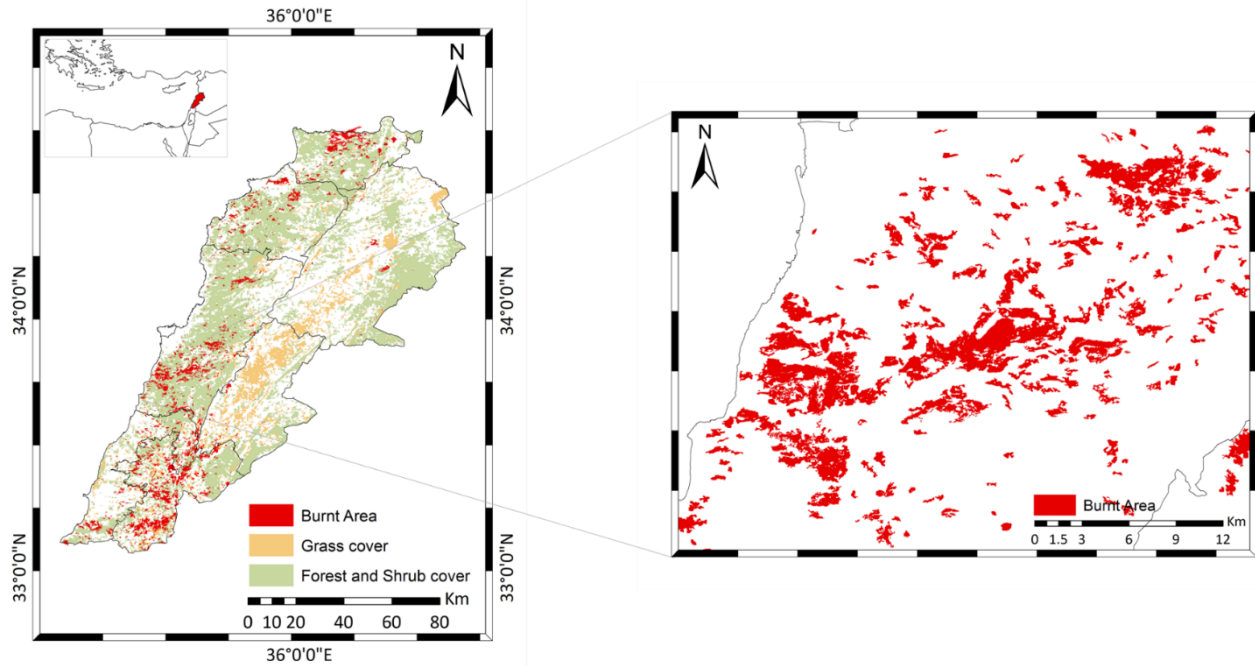 36°0'0"E
N
34°0'0"N
34°0'0"N
33°0'0"N
33°0'0"N
Burnt Area
Grass cover
Forest and Shrub cover
Km
0 10 20 40 60 80
36°0'0"E
N
Burnt Area
Km
0 1.5 3 6 9 12